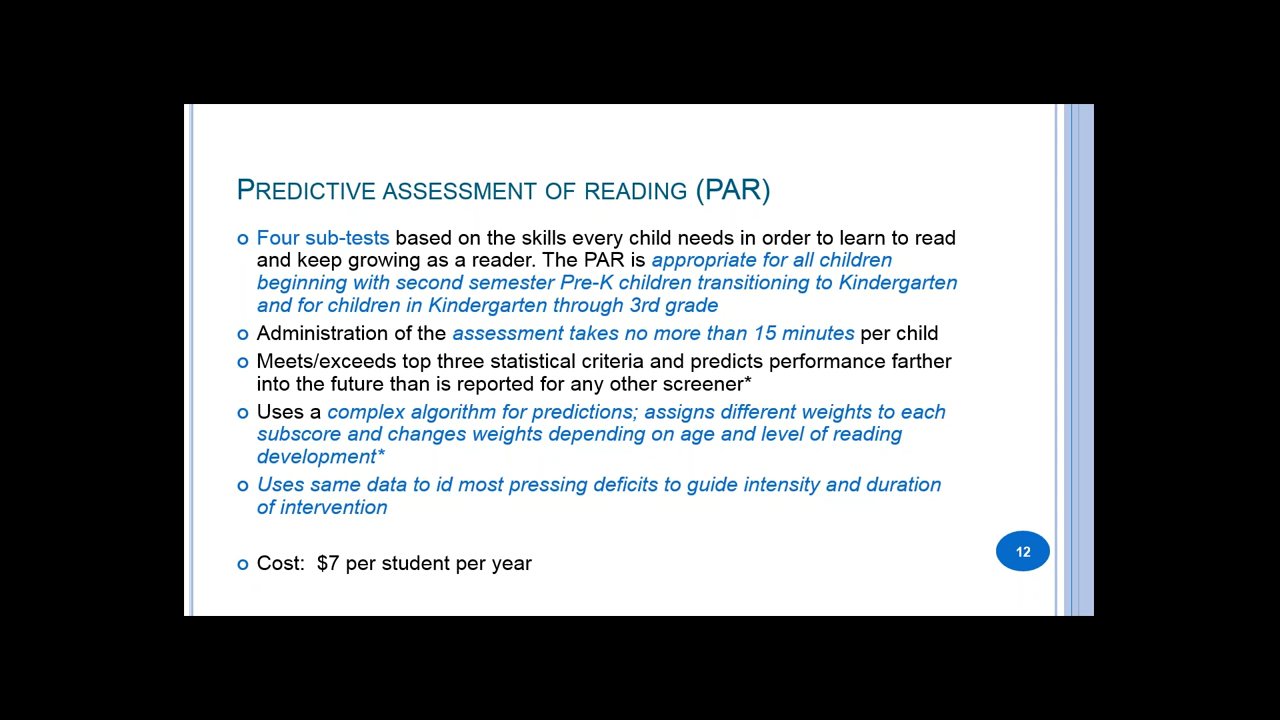 PREDICTIVE ASSESSMENT OF READING (PAR)
Four sub-tests based on the skills every child needs in order to learn to read
and keep growing as a reader. The PAR is appropriate for all children
beginning with second semester Pre-K children transitioning to Kindergarten
and for children in Kindergarten through 3rd grade
Administration of the assessment takes no more than 15 minutes per child
Meets/exceeds top three statistical criteria and predicts performance farther
into the future than is reported for any other screener*
Uses a complex algorithm for predictions; assigns different weights to each
subscore and changes weights depending on age and level of reading
development*
Uses same data to id most pressing deficits to guide intensity and duration
of intervention
12
Cost: $7 per student per year